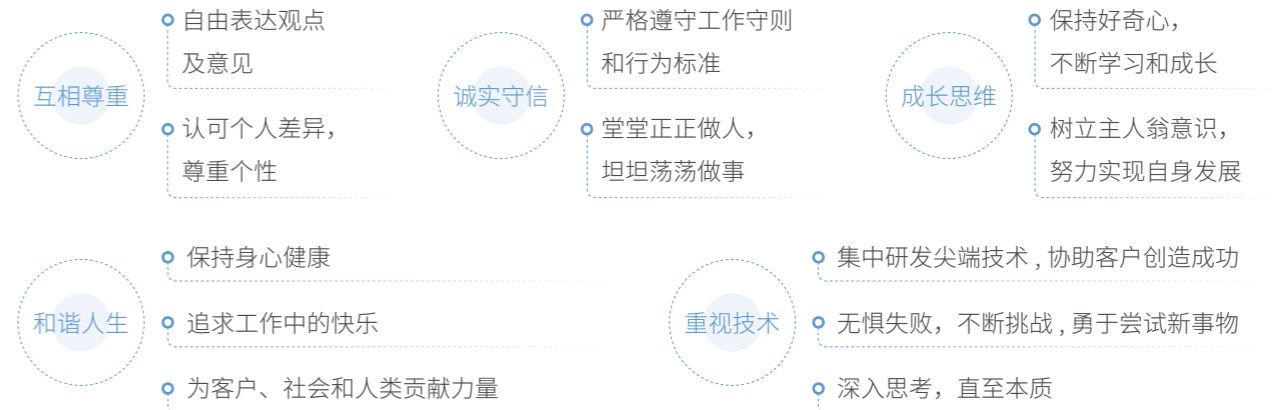 互相尊重
自由表达观点
及意见
认可个人差异，
尊重个性
诚实守信
严格遵守工作守则
和行为标准
堂堂正正做人，
坦坦荡荡做事
成长思维
保持好奇心，
不断学习和成长
树立主人翁意识，
努力实现自身发展
和谐人生
保持身心健康
追求工作中的快乐
为客户、社会和人类贡献力量
重视技术
集中研发尖端技术 , 协助客户创造成功
无惧失败，不断挑战 , 勇于尝试新事物
深入思考，直至本质